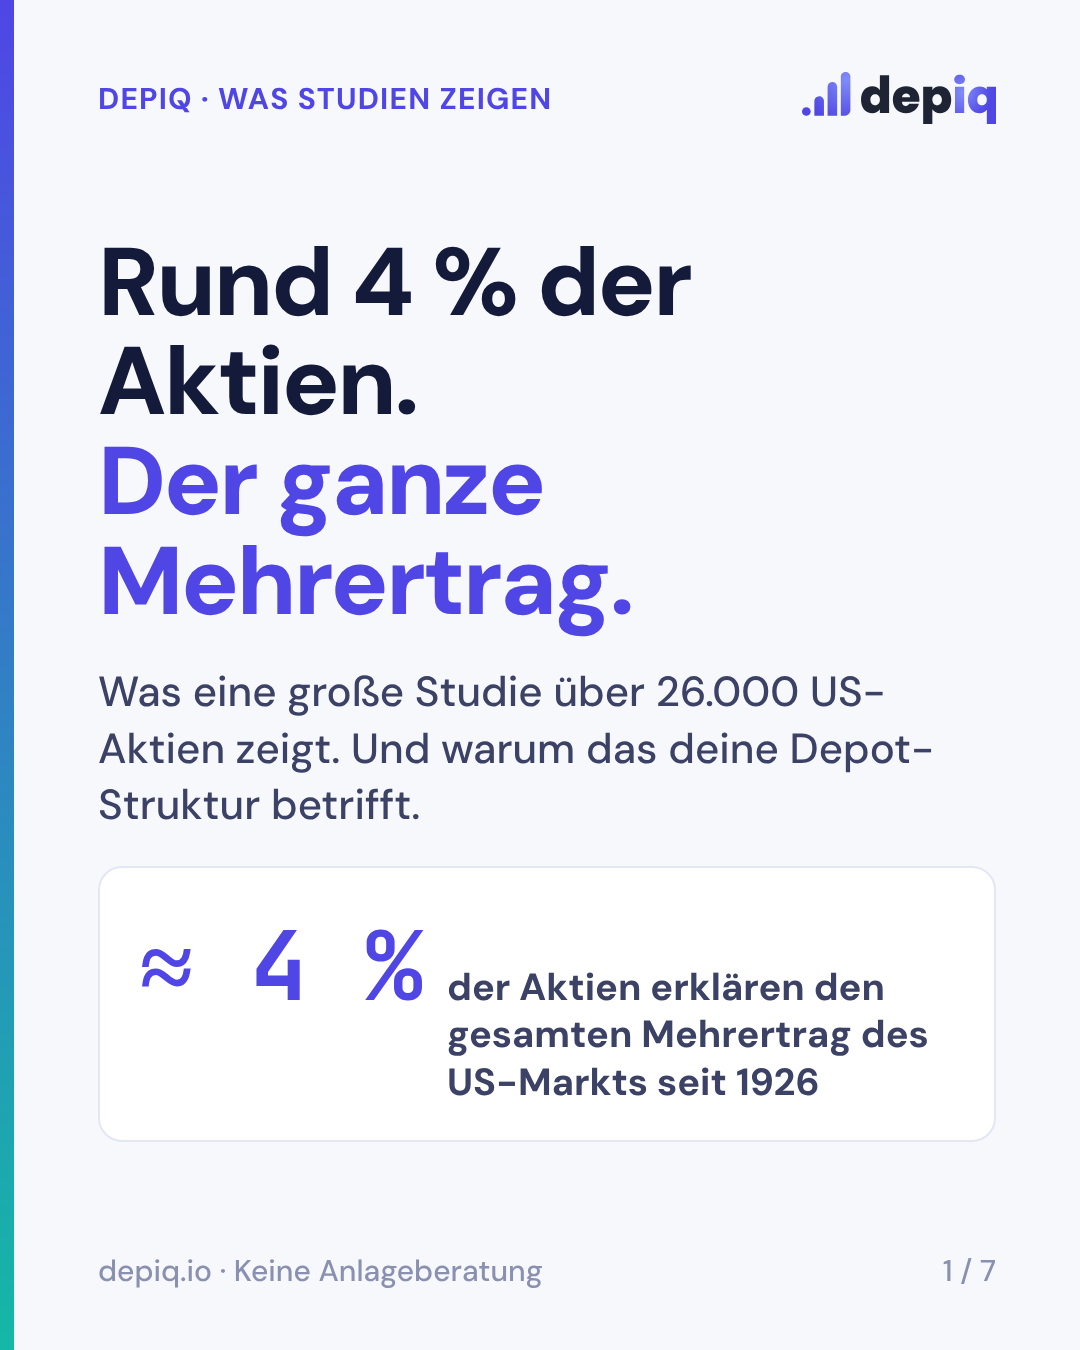 DEPIQ · WAS STUDIEN ZEIGEN
depiq
Rund 4 % der
Aktien.
Der ganze
Mehrertrag.
Was eine große Studie über 26.000 US-
Aktien zeigt. Und warum das deine Depot-
Struktur betrifft.
≈ 4 %
der Aktien erklären den
gesamten Mehrertrag des
US-Markts seit 1926
depiq.io · Keine Anlageberatung
1 / 7